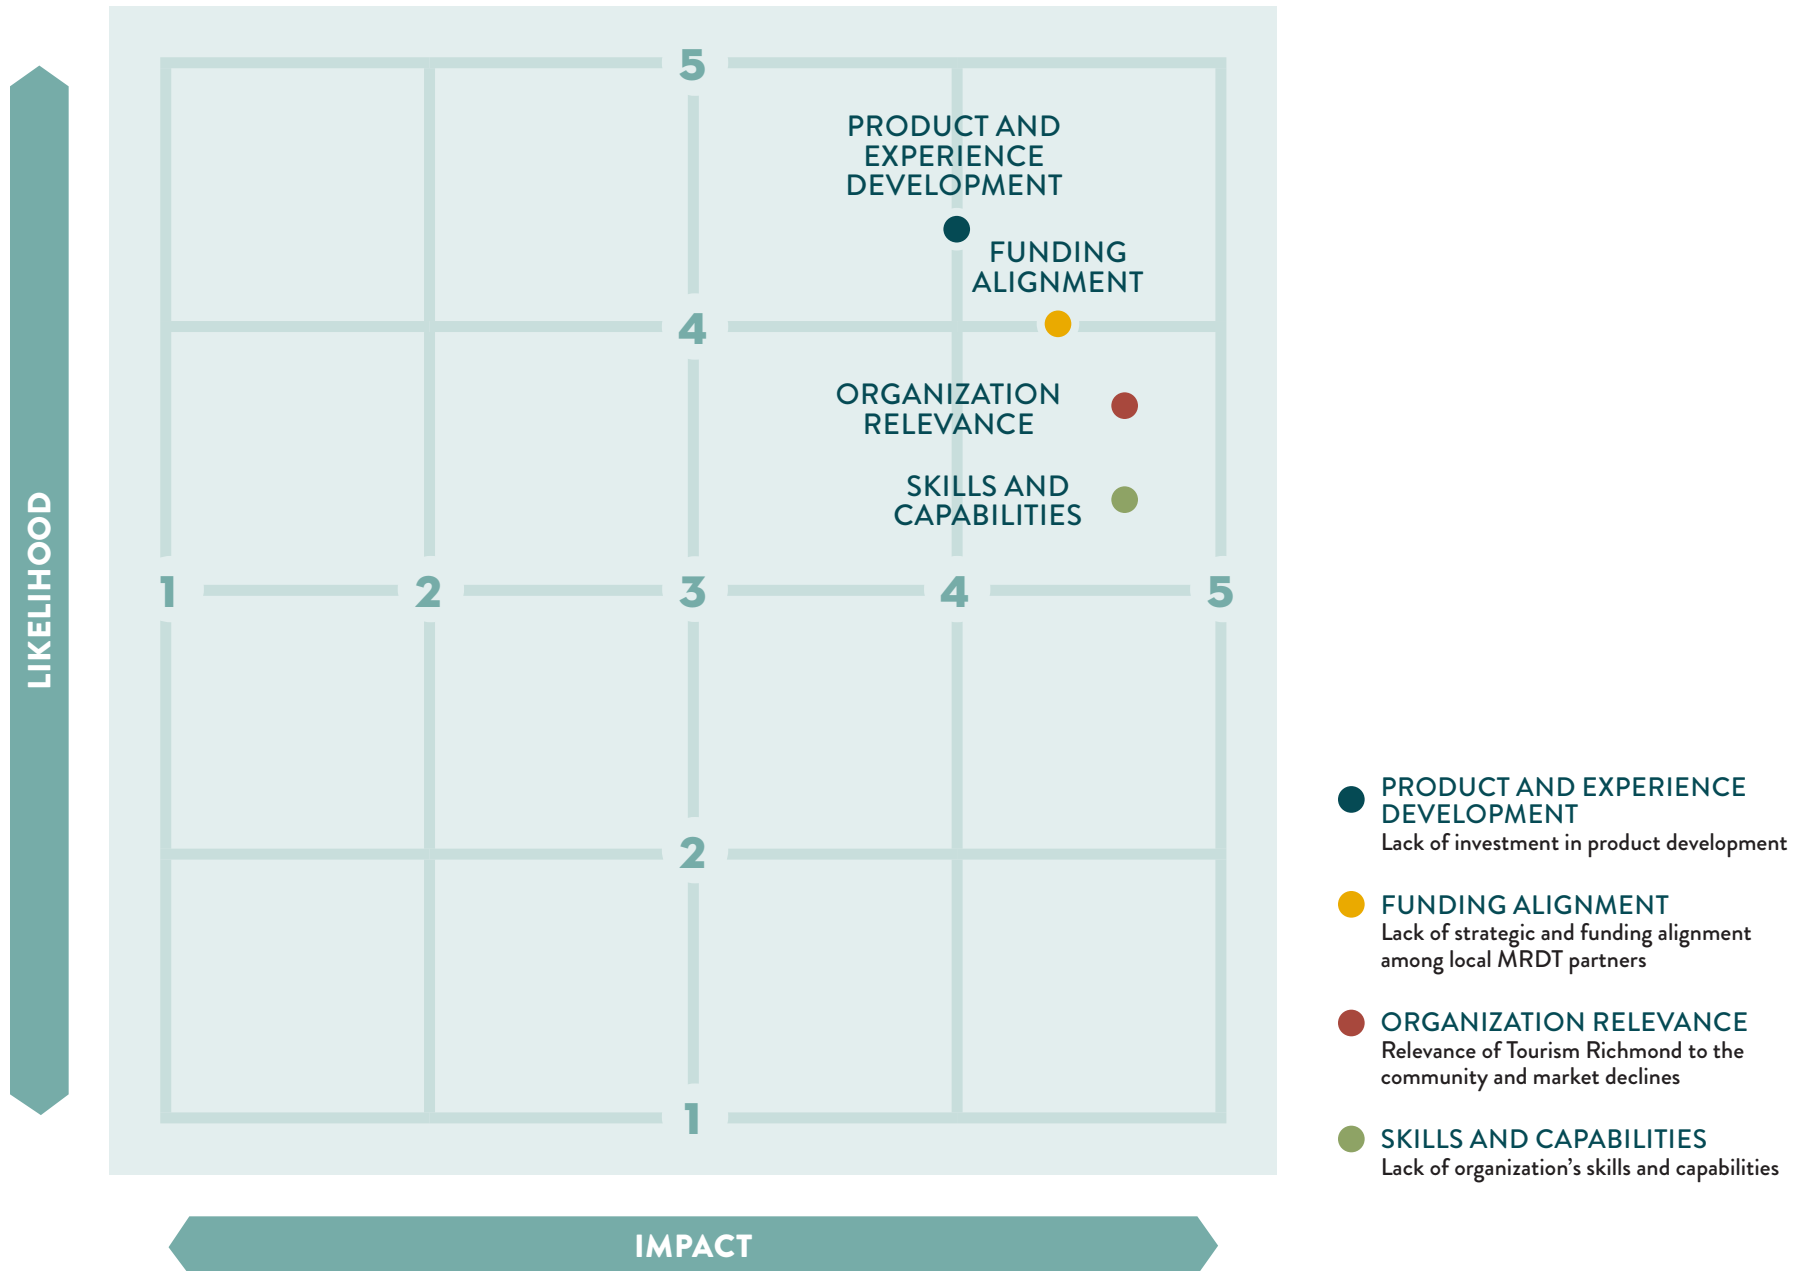 5
PRODUCT AND
EXPERIENCE
DEVELOPMENT
FUNDING
ALIGNMENT
4
ORGANIZATION
RELEVANCE
SKILLS AND
CAPABILITIES
1 2 3 4 5
2
1
LIKELIHOOD
IMPACT
PRODUCT AND EXPERIENCE
DEVELOPMENT
Lack of investment in product development
FUNDING ALIGNMENT
Lack of strategic and funding alignment
among local MRDT partners
ORGANIZATION RELEVANCE
Relevance of Tourism Richmond to the
community and market declines
SKILLS AND CAPABILITIES
Lack of organization's skills and capabilities